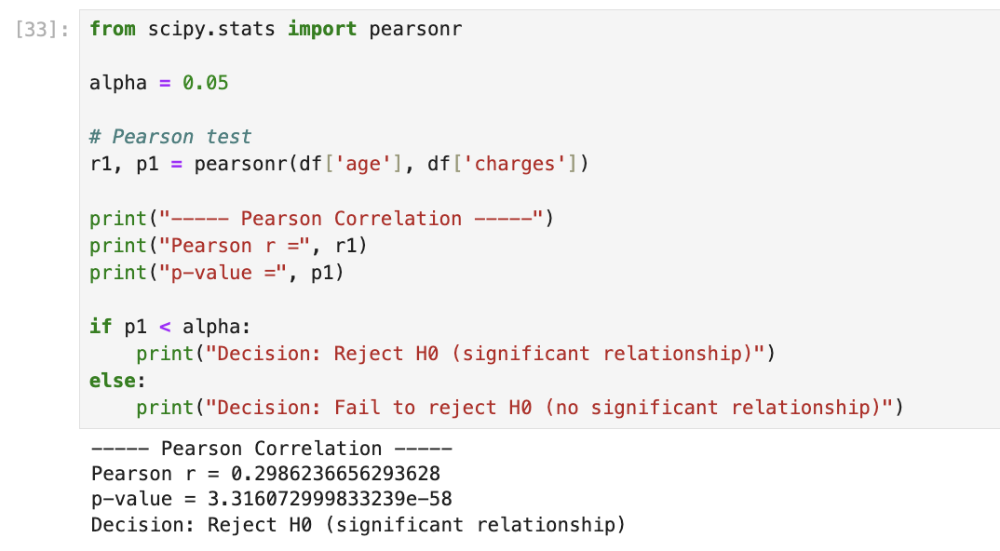 [33]: from scipy.stats import pearsonr
alpha = 0.05
# Pearson test
r1, p1 = pearsonr(df['age'], df['charges'])
print("––––– Pearson Correlation –––––")
print("Pearson r =", r1)
print("p-value =", p1)
if p1 < alpha:
    print("Decision: Reject H0 (significant relationship)")
else:
    print("Decision: Fail to reject H0 (no significant relationship)")
––––– Pearson Correlation –––––
Pearson r = 0.2986236656293628
p-value = 3.316072999833239e-58
Decision: Reject H0 (significant relationship)